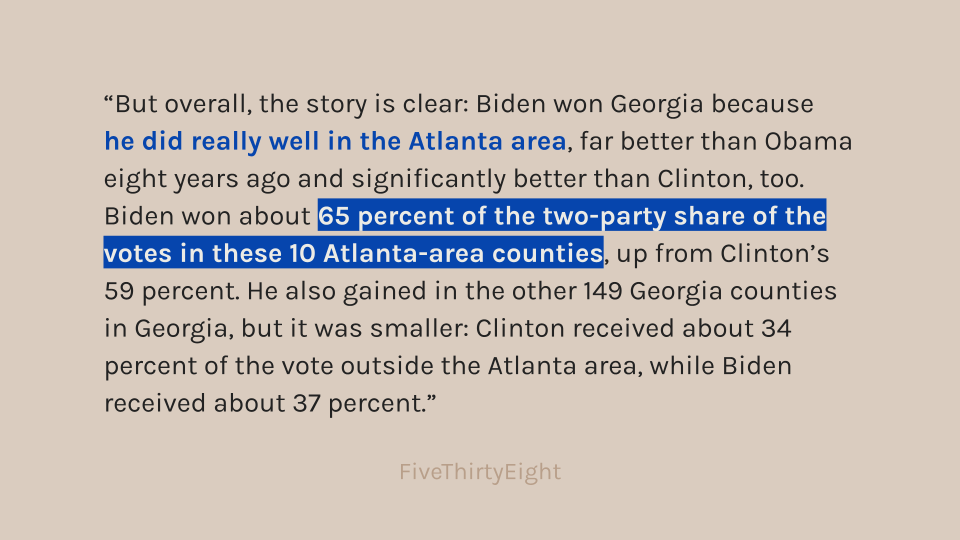 “But overall, the story is clear: Biden won Georgia because
he did really well in the Atlanta area, far better than Obama
eight years ago and significantly better than Clinton, too.
Biden won about 65 percent of the two-party share of the
votes in these 10 Atlanta-area counties, up from Clinton’s
59 percent. He also gained in the other 149 Georgia counties
in Georgia, but it was smaller: Clinton received about 34
percent of the vote outside the Atlanta area, while Biden
received about 37 percent.”
FiveThirtyEight